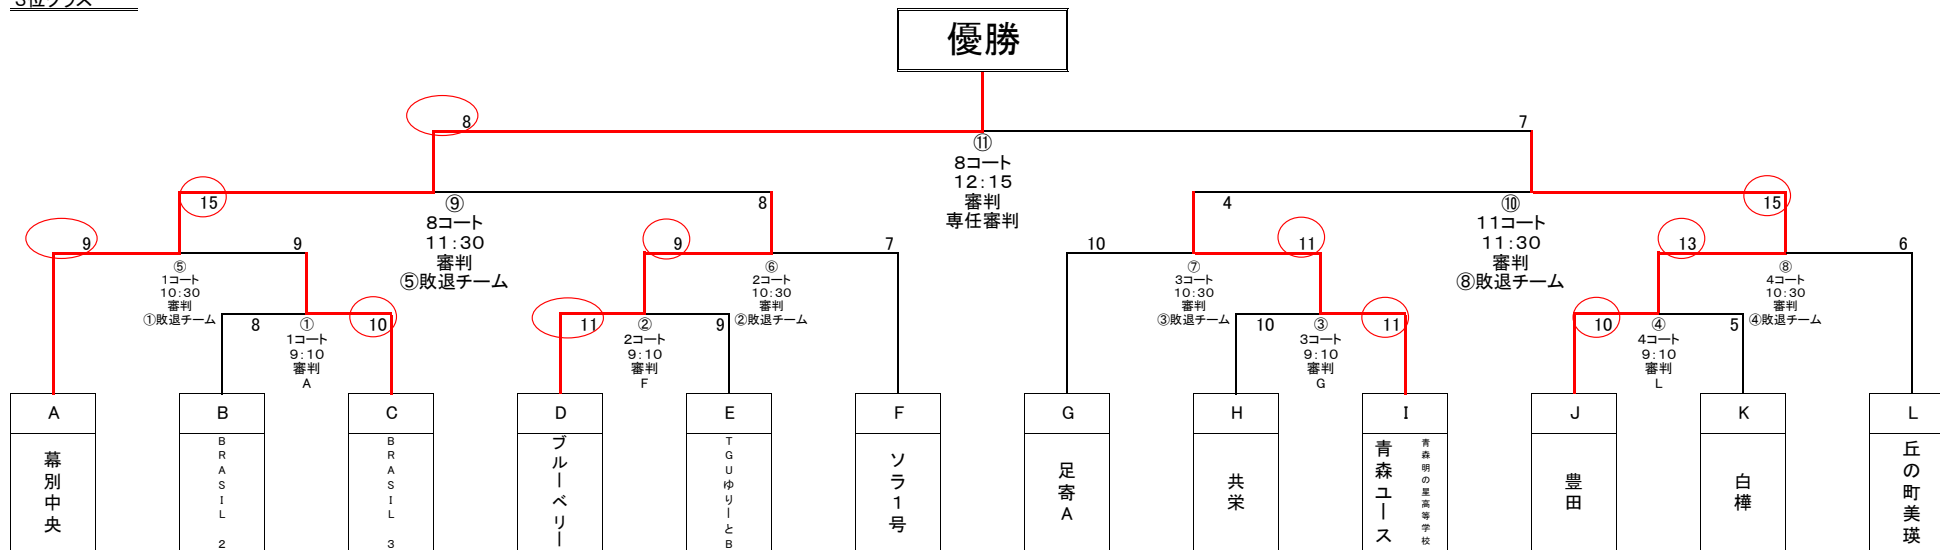 3位クラス
優勝
8
7
⑪
8コート
12:15
審判
専任審判
15
⑨
8コート
11:30
審判
⑤敗退チーム
8
4
⑩
11コート
11:30
審判
⑧敗退チーム
15
9
⑤
1コート
10:30
審判
①敗退チーム
9
9
⑥
2コート
10:30
審判
②敗退チーム
7
10
⑦
3コート
10:30
審判
③敗退チーム
11
13
⑧
4コート
10:30
審判
④敗退チーム
6
8
①
1コート
9:10
審判
A
10
11
②
2コート
9:10
審判
F
9
10
③
3コート
9:10
審判
G
11
10
④
4コート
9:10
審判
L
5
A
B
C
D
E
F
G
H
I
J
K
L
幕別中央
BRASIL 2
BRASIL 3
ブルーベリー
TGUゆりーとB
ソラ1号
足寄A
共栄
青森ユース
青森明の星高等学校
豊田
白樺
丘の町美瑛